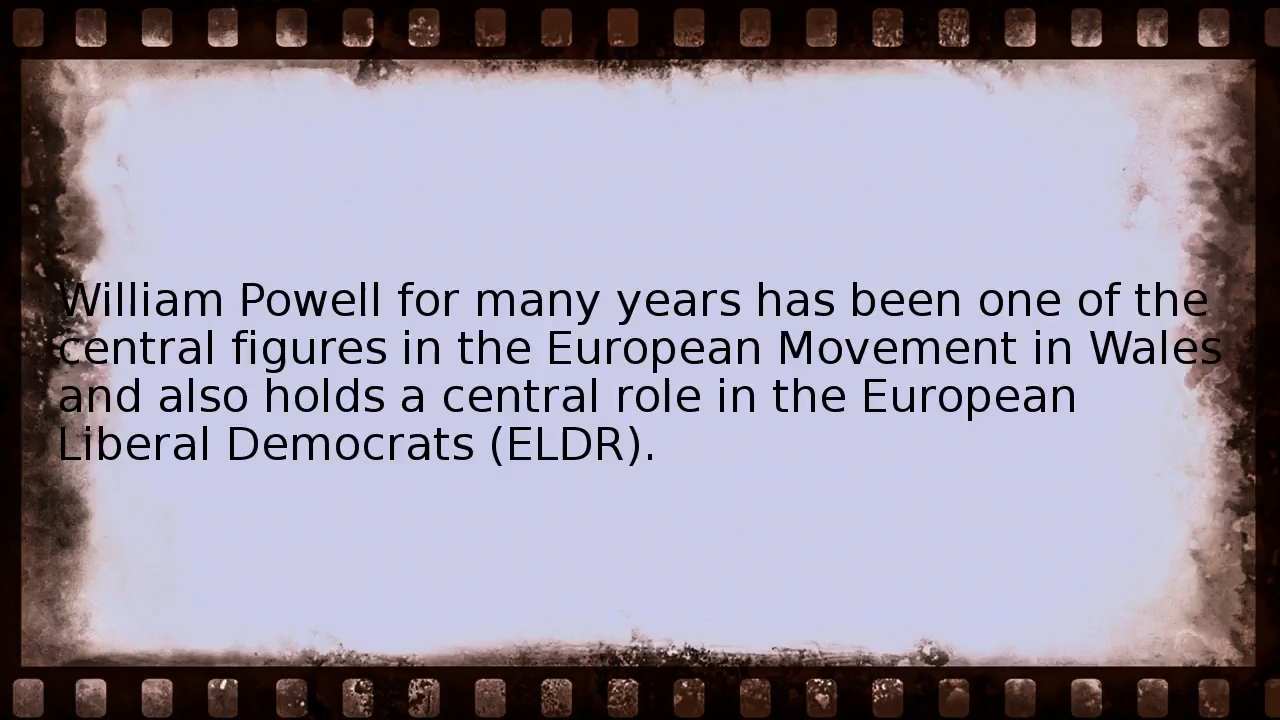 William Powell for many years has been one of the
central figures in the European Movement in Wales
and also holds a central role in the European
Liberal Democrats (ELDR).